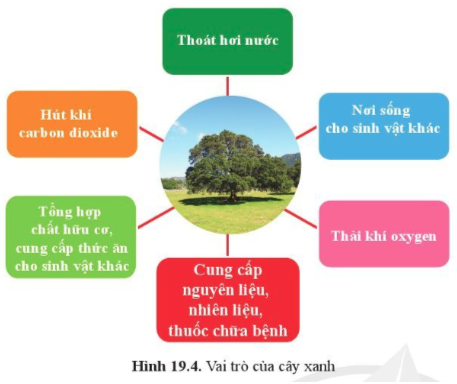 Thoát hơi nước
Hút khí
carbon dioxide
Nơi sống
cho sinh vật khác
Tổng hợp
chất hữu cơ,
cung cấp thức ăn
cho sinh vật khác
Thải khí oxygen
Cung cấp
nguyên liệu,
nhiên liệu,
thuốc chữa bệnh
Hình 19.4. Vai trò của cây xanh